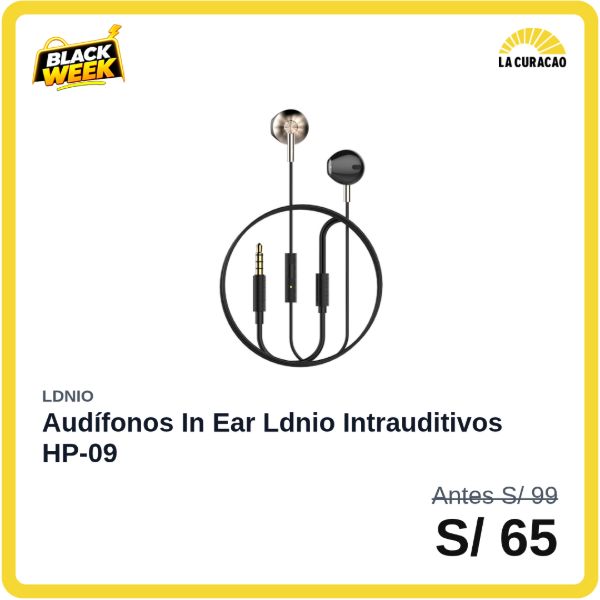 BLACK
WEEK
LA CURACAO
LDNIO
Audífonos In Ear Ldnio Intrauditivos
HP-09
Antes S/ 99
S/ 65